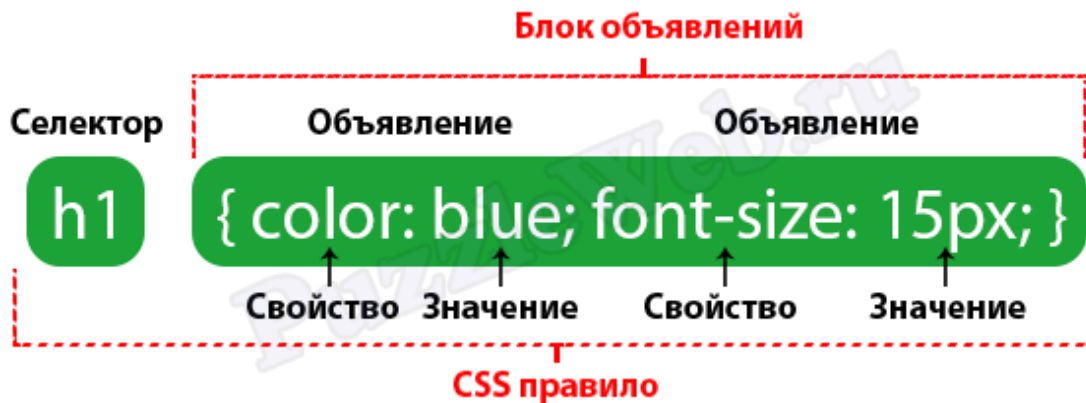 Блок объявлений
Селектор Объявление Объявление
h1 { color: blue; font-size: 15px; }
Свойство Значение Свойство Значение
CSS правило
PuzzleWeb.ru